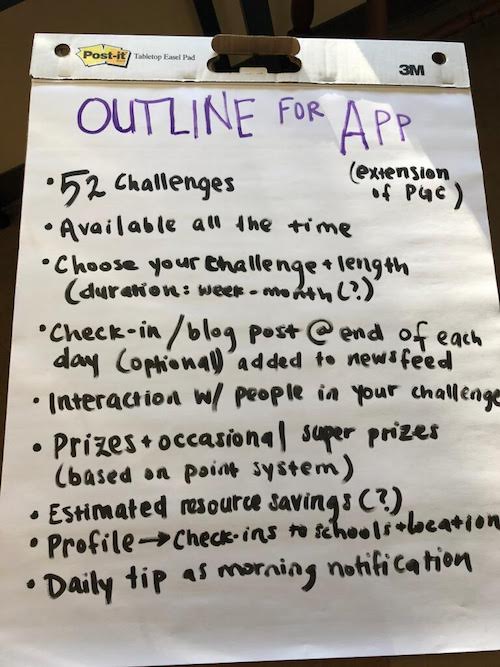 Post-it Tabletop Easel Pad
3M
OUTLINE FOR APP
(extension
of PGC)
• 52 Challenges
• Available all the time
• Choose your challenge + length
(duration: week - month (?)
• Check-in / blog post @ end of each
day (optional) added to newsfeed
• Interaction w/ people in your challenge
• Prizes + occasional super prizes
(based on point system)
• Estimated resource savings (?)
• Profile → Check-ins to schools + location
• Daily tip as morning notification